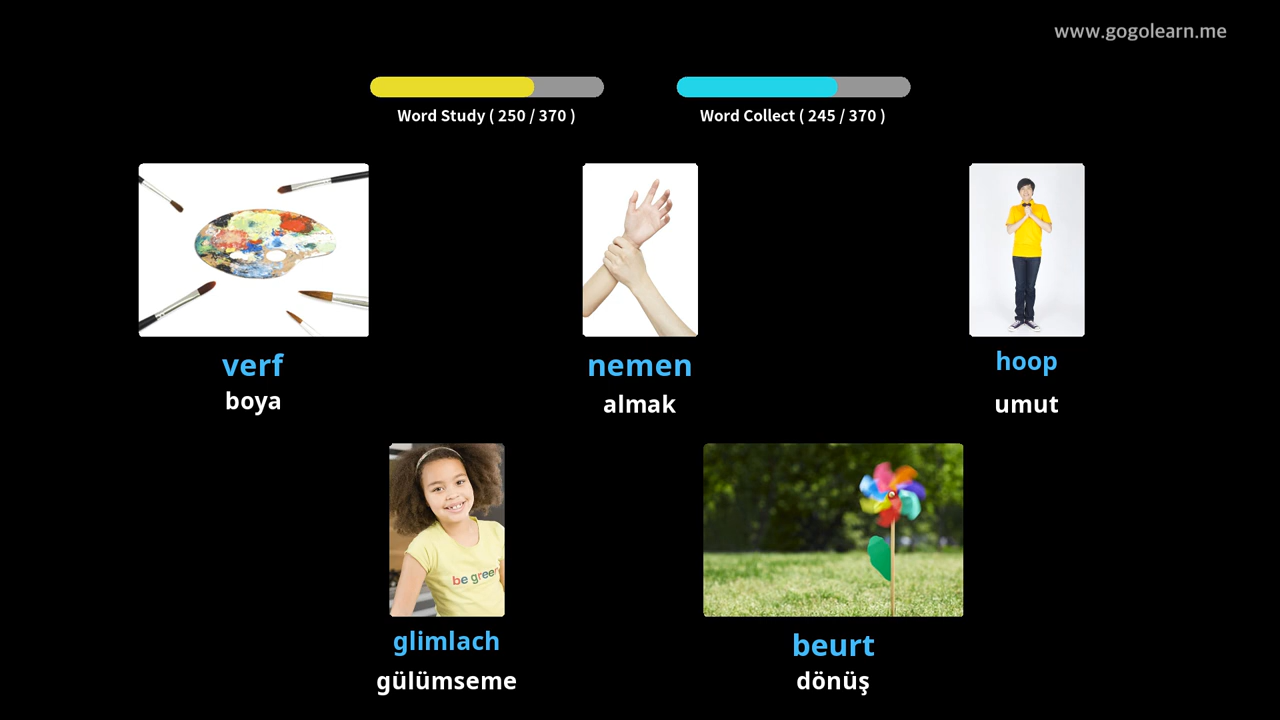 www.gogolearn.me
Word Study ( 250 / 370 )
Word Collect ( 245 / 370 )
verf
boya
nemen
almak
hoop
umut
be green
glimlach
gülümseme
beurt
dönüş